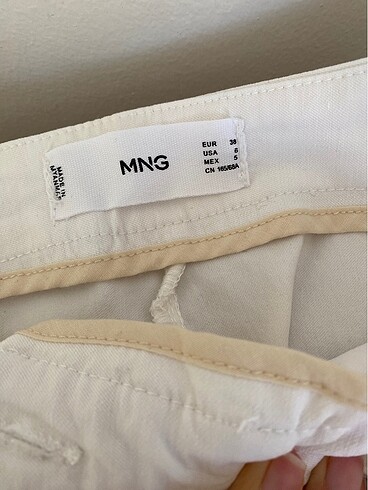 MADE IN
MYANMAR
MNG
EUR 38
USA 6
MEX 5
CN 165/68A